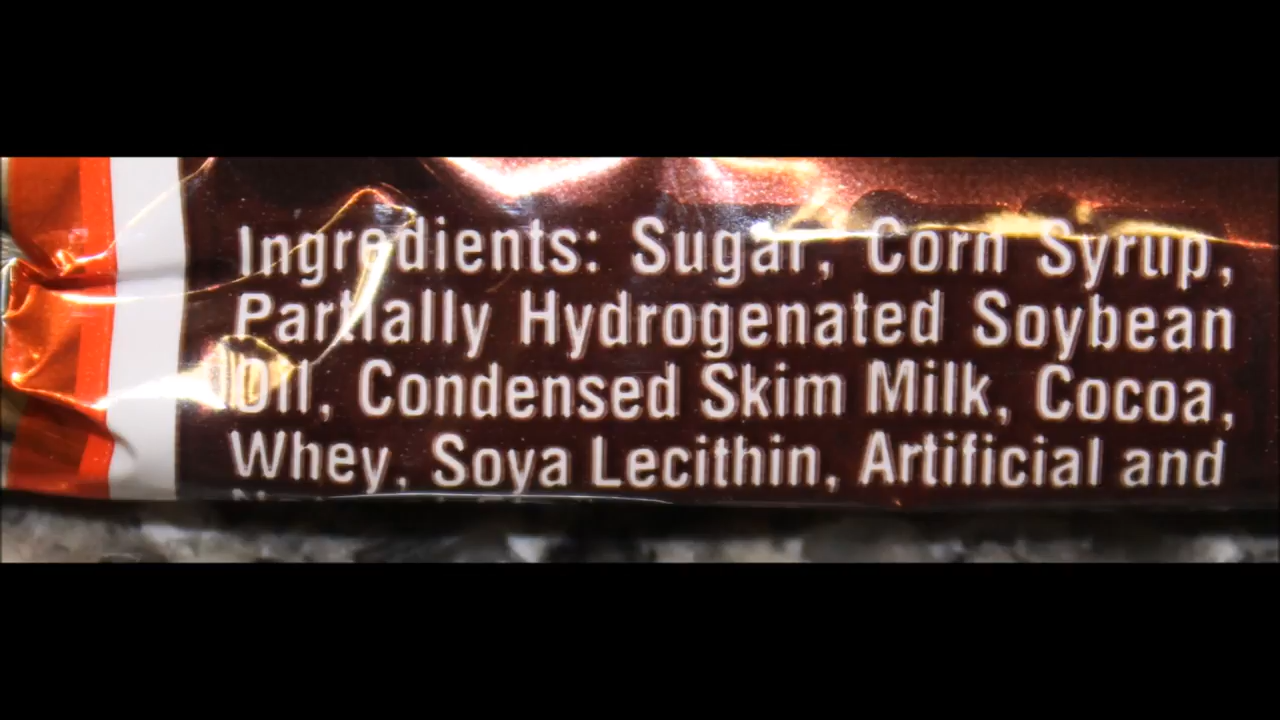 Ingredients: Sugar, Corn Syrup,
Partially Hydrogenated Soybean
Oil, Condensed Skim Milk, Cocoa,
Whey, Soya Lecithin, Artificial and